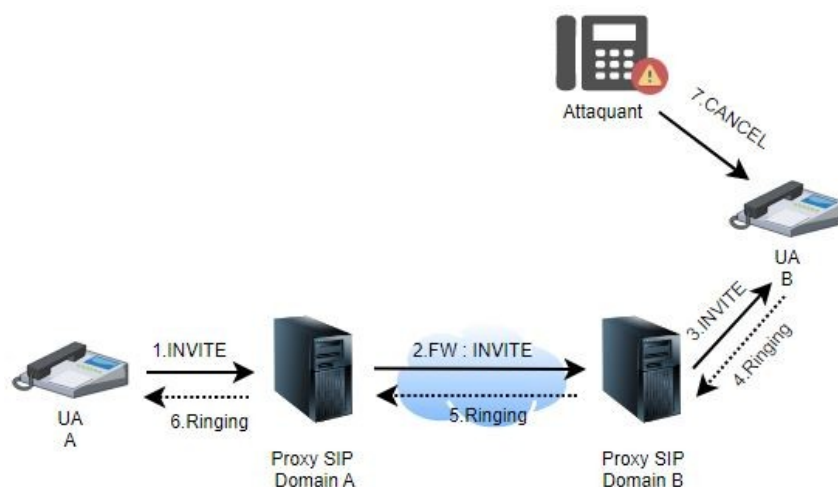 Attaquant
7.CANCEL
UA
B
3.INVITE
4.Ringing
1.INVITE
2.FW : INVITE
6.Ringing
5.Ringing
UA
A
Proxy SIP
Domain A
Proxy SIP
Domain B